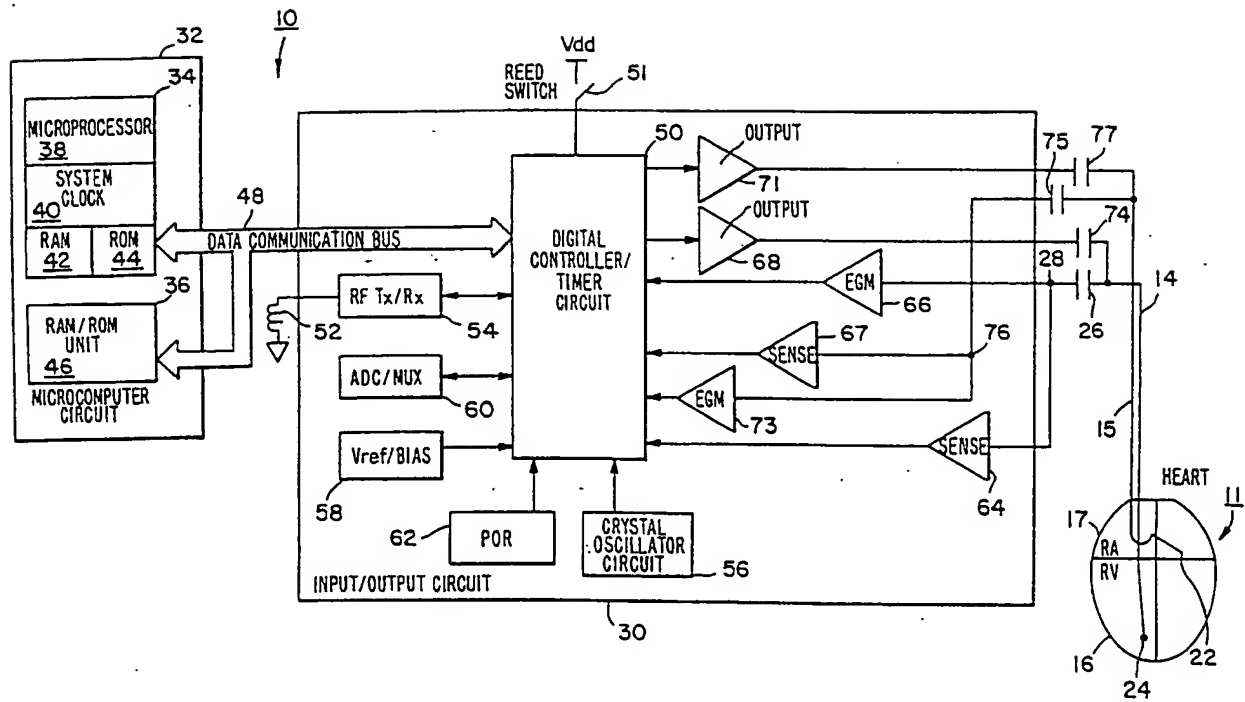 10
32
34
MICROPROCESSOR
38
SYSTEM
CLOCK
40
RAM
42
ROM
44
48
DATA COMMUNICATION BUS
36
RAM/ROM
UNIT
46
MICROCOMPUTER
CIRCUIT
Vdd
REED
SWITCH
51
50
DIGITAL
CONTROLLER/
TIMER
CIRCUIT
52
RF Tx/Rx
54
ADC/MUX
60
Vref/BIAS
58
62
POR
CRYSTAL
OSCILLATOR
CIRCUIT
56
INPUT/OUTPUT CIRCUIT
30
OUTPUT
71
OUTPUT
68
EGM
66
67
SENSE
76
EGM
73
SENSE
64
75
77
74
28
26
14
15
HEART
11
17
RA
RV
16
24
22